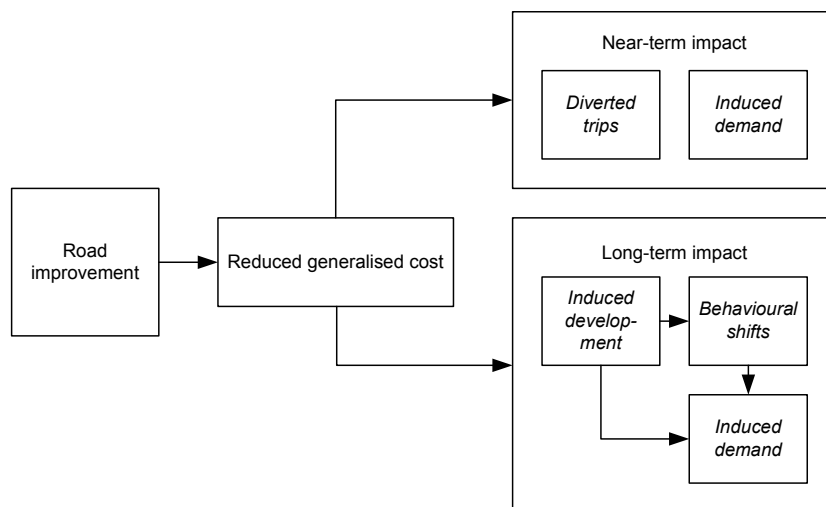 Near-term impact
Diverted
trips
Induced
demand
Road
improvement
Reduced generalised cost
Long-term impact
Induced
develop-
ment
Behavioural
shifts
Induced
demand